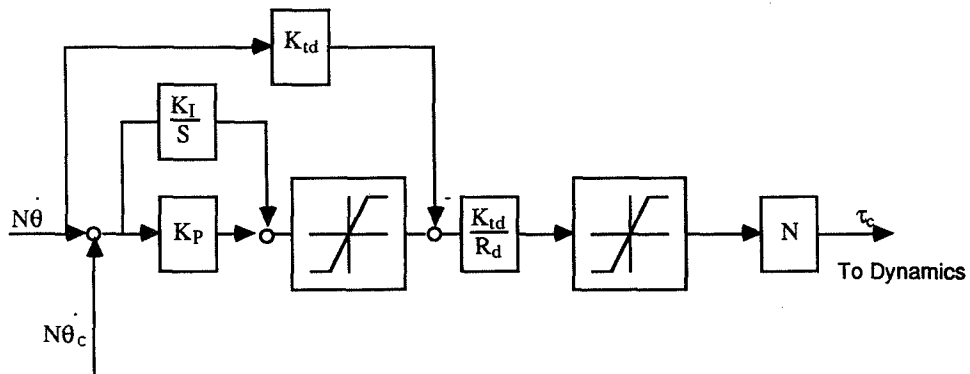 K_td
K_I
S
Nθ̇
K_P
-
K_td
R_d
N
τ_c
To Dynamics
Nθ̇_c